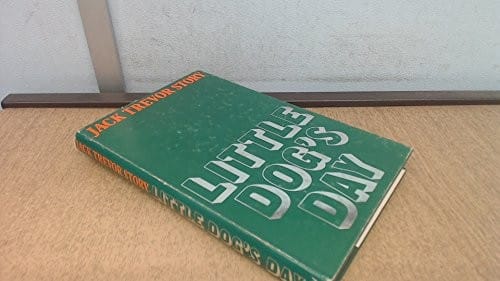 JACK TREVOR STORY
LITTLE
DOG'S
DAY
JACK TREVOR STORY LITTLE DOG'S DAY